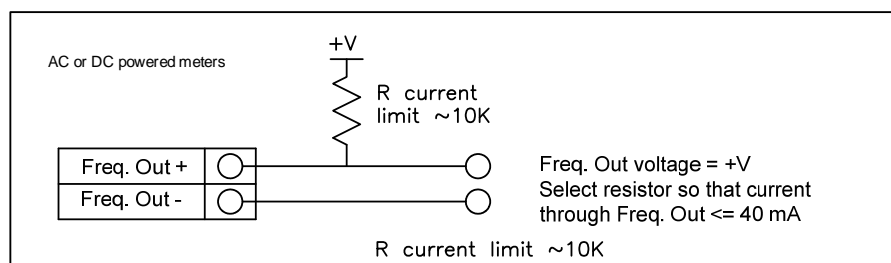 AC or DC powered meters
+V
R current
limit ~10K
Freq. Out +
Freq. Out -
Freq. Out voltage = +V
Select resistor so that current
through Freq. Out <= 40 mA
R current limit ~10K